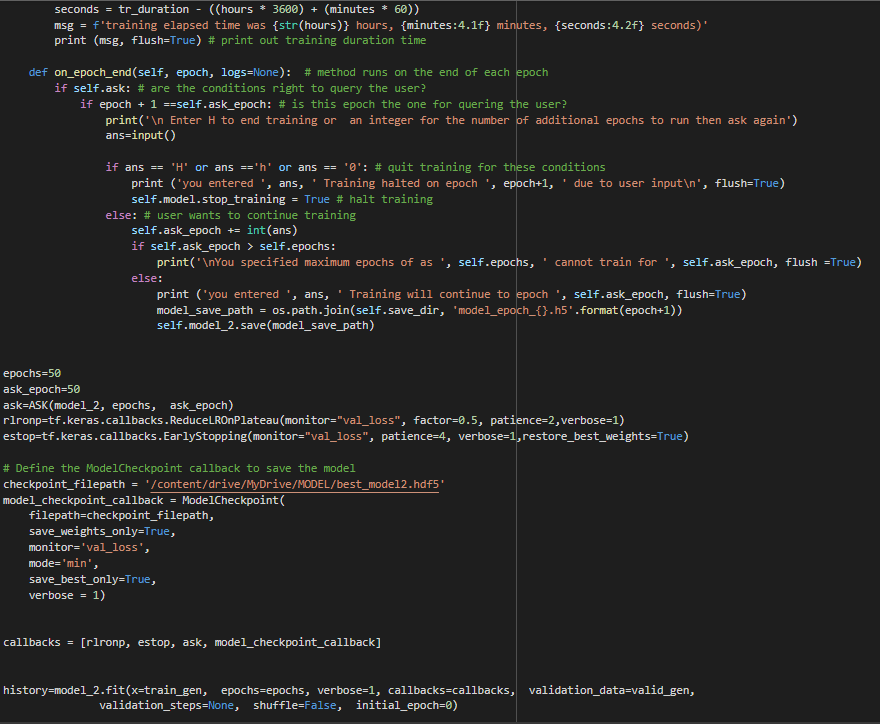 seconds = tr_duration - ((hours * 3600) + (minutes * 60))
        msg = f'training elapsed time was {str(hours)} hours, {minutes:4.1f} minutes, {seconds:4.2f} seconds)'
        print (msg, flush=True) # print out training duration time
    def on_epoch_end(self, epoch, logs=None):  # method runs on the end of each epoch
        if self.ask: # are the conditions right to query the user?
            if epoch + 1 ==self.ask_epoch: # is this epoch the one for quering the user?
                print('\n Enter H to end training or  an integer for the number of additional epochs to run then ask again')
                ans=input()
                if ans == 'H' or ans =='h' or ans == '0': # quit training for these conditions
                    print ('you entered ', ans, ' Training halted on epoch ', epoch+1, ' due to user input\n', flush=True)
                    self.model.stop_training = True # halt training
                else: # user wants to continue training
                    self.ask_epoch += int(ans)
                    if self.ask_epoch > self.epochs:
                        print('\nYou specified maximum epochs of as ', self.epochs, ' cannot train for ', self.ask_epoch, flush =True)
                    else:
                        print ('you entered ', ans, ' Training will continue to epoch ', self.ask_epoch, flush=True)
                        model_save_path = os.path.join(self.save_dir, 'model_epoch_{}.h5'.format(epoch+1))
                        self.model_2.save(model_save_path)
epochs=50
ask_epoch=50
ask=ASK(model_2, epochs,  ask_epoch)
rlronp=tf.keras.callbacks.ReduceLROnPlateau(monitor="val_loss", factor=0.5, patience=2,verbose=1)
estop=tf.keras.callbacks.EarlyStopping(monitor="val_loss", patience=4, verbose=1,restore_best_weights=True)
# Define the ModelCheckpoint callback to save the model
checkpoint_filepath = '/content/drive/MyDrive/MODEL/best_model2.hdf5'
model_checkpoint_callback = ModelCheckpoint(
    filepath=checkpoint_filepath,
    save_weights_only=True,
    monitor='val_loss',
    mode='min',
    save_best_only=True,
    verbose = 1)
callbacks = [rlronp, estop, ask, model_checkpoint_callback]
history=model_2.fit(x=train_gen,  epochs=epochs, verbose=1, callbacks=callbacks,  validation_data=valid_gen,
               validation_steps=None,  shuffle=False,  initial_epoch=0)